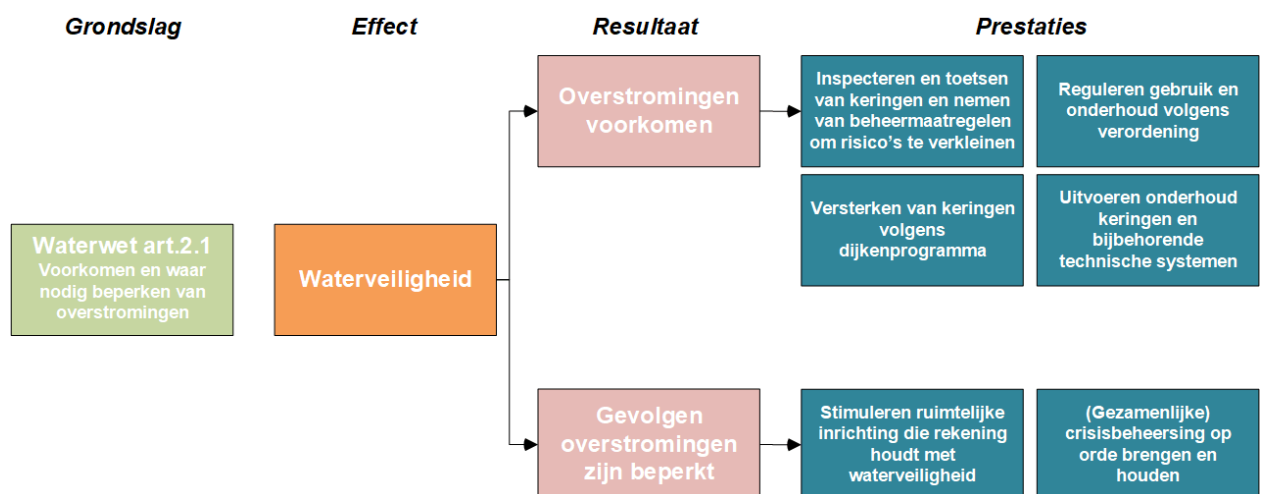 Grondslag
Effect
Resultaat
Prestaties
Waterwet art.2.1
Voorkomen en waar
nodig beperken van
overstromingen
Waterveiligheid
Overstromingen
voorkomen
Inspecteren en toetsen
van keringen en nemen
van beheermaatregelen
om risico's te verkleinen
Reguleren gebruik en
onderhoud volgens
verordening
Versterken van keringen
volgens
dijkenprogramma
Uitvoeren onderhoud
keringen en
bijbehorende
technische systemen
Gevolgen
overstromingen
zijn beperkt
Stimuleren ruimtelijke
inrichting die rekening
houdt met
waterveiligheid
(Gezamenlijke)
crisisbeheersing op
orde brengen en
houden